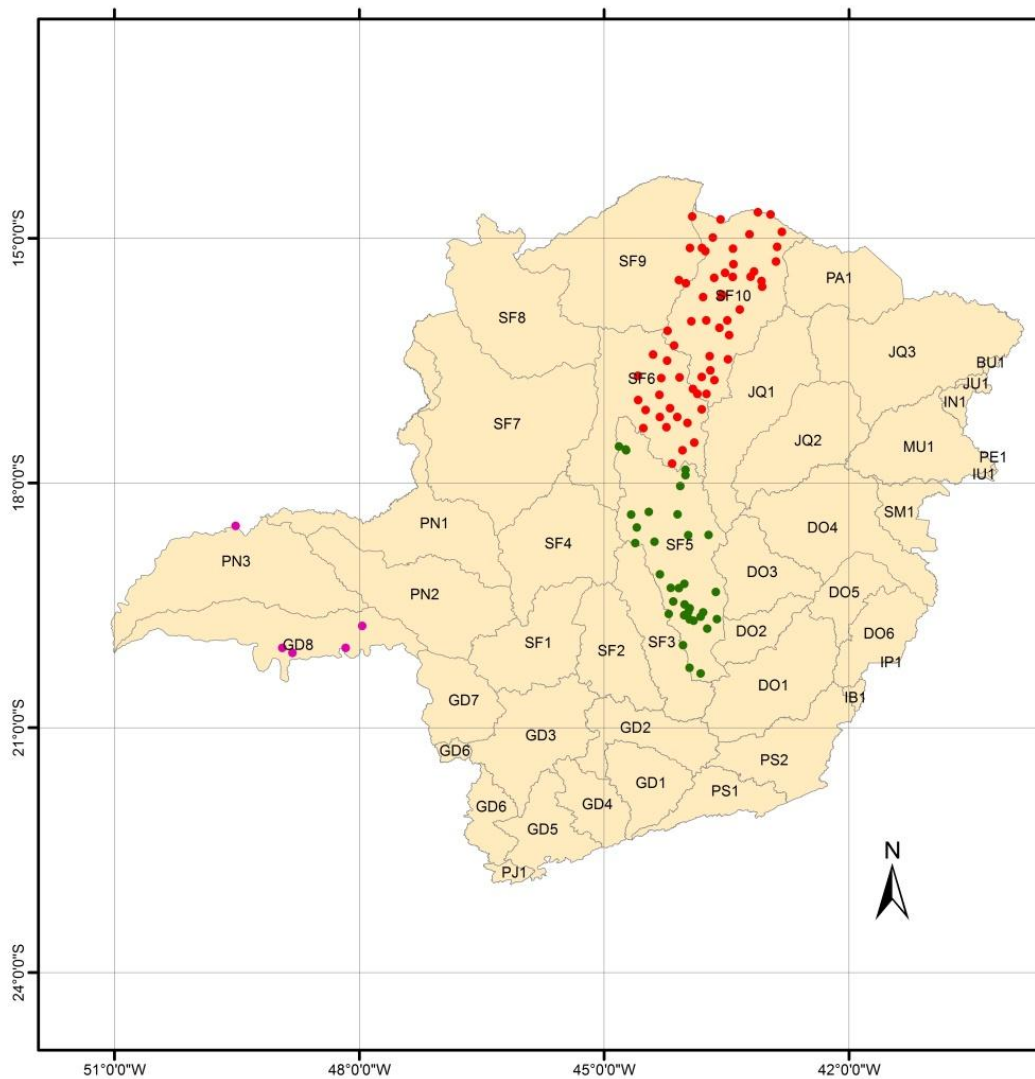 15°0'0"S
SF9
PA1
SF10
SF8
JQ3
BU1
SF6
JU1
JQ1
IN1
SF7
JQ2
MU1
PE1
IU1
18°0'0"S
SM1
PN1
DO4
SF4
SF5
PN3
DO3
PN2
DO5
DO2
DO6
GD8
SF1
SF2
SF3
IP1
DO1
IB1
GD7
21°0'0"S
GD2
GD3
GD6
PS2
GD1
PS1
GD6
GD4
GD5
N
PJ1
24°0'0"S
51°0'0"W
48°0'0"W
45°0'0"W
42°0'0"W